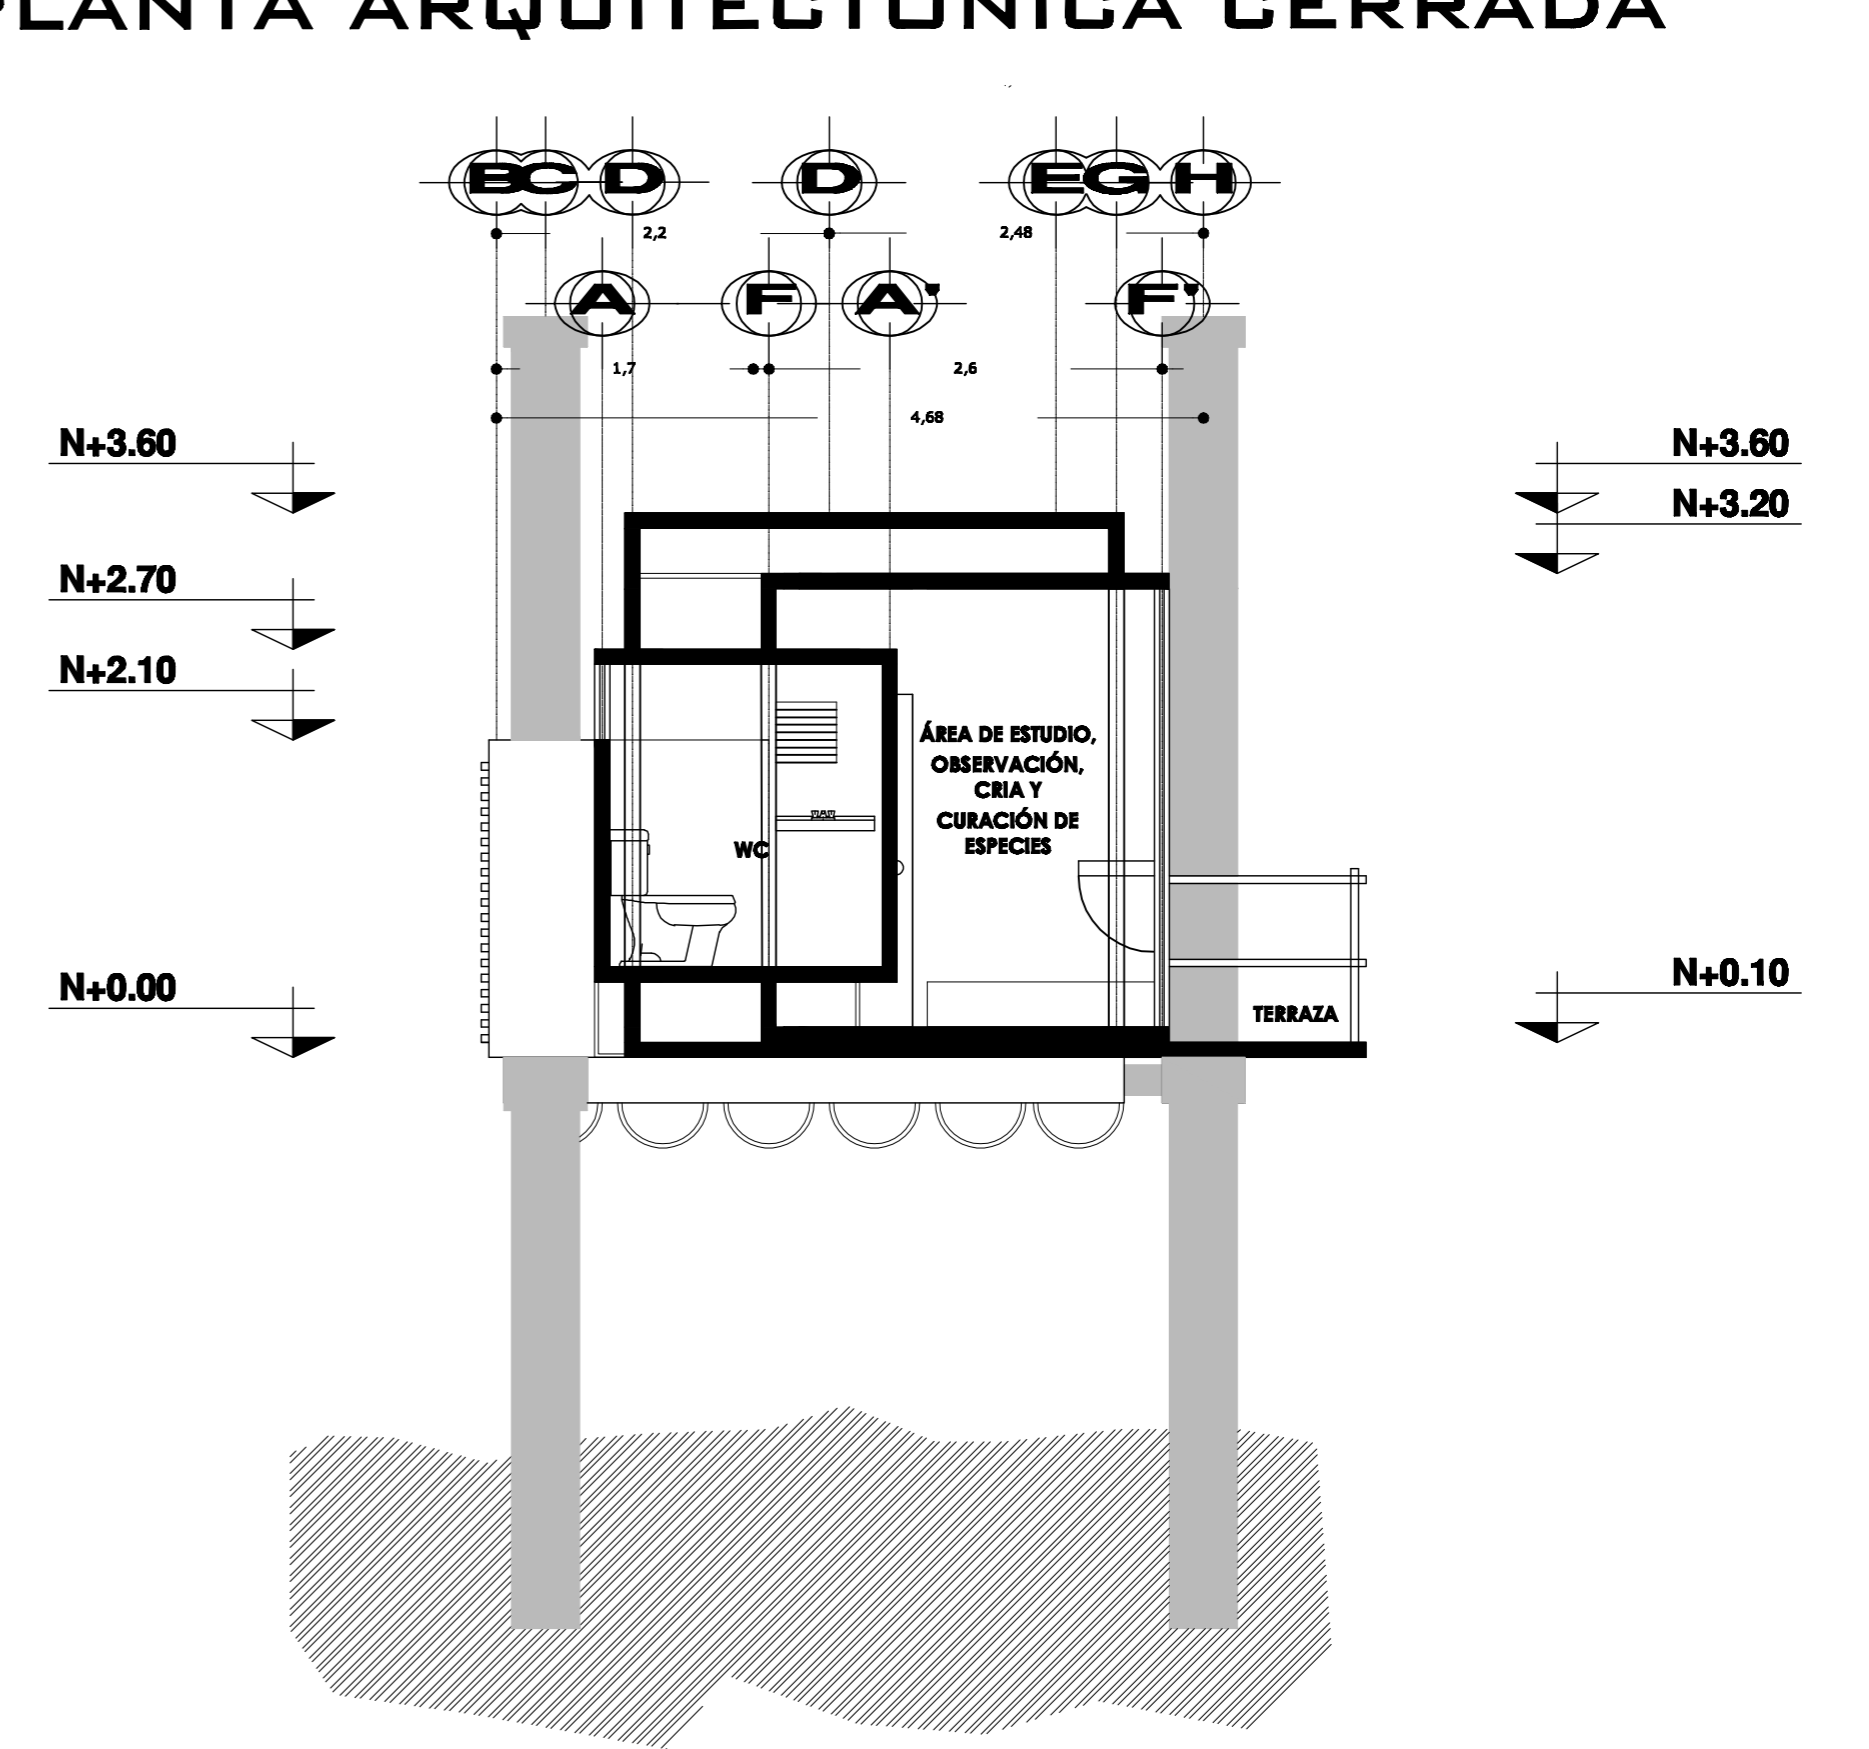 PLANTA ARQUITECTONICA CERRADA
B C D D E G H
2,2 2,48
A F A' F'
1,7 2,6
4,68
N+3.60 N+3.60
N+3.20
N+2.70
N+2.10
ÁREA DE ESTUDIO,
OBSERVACIÓN,
CRIA Y
CURACIÓN DE
ESPECIES
WC
N+0.00 N+0.10
TERRAZA